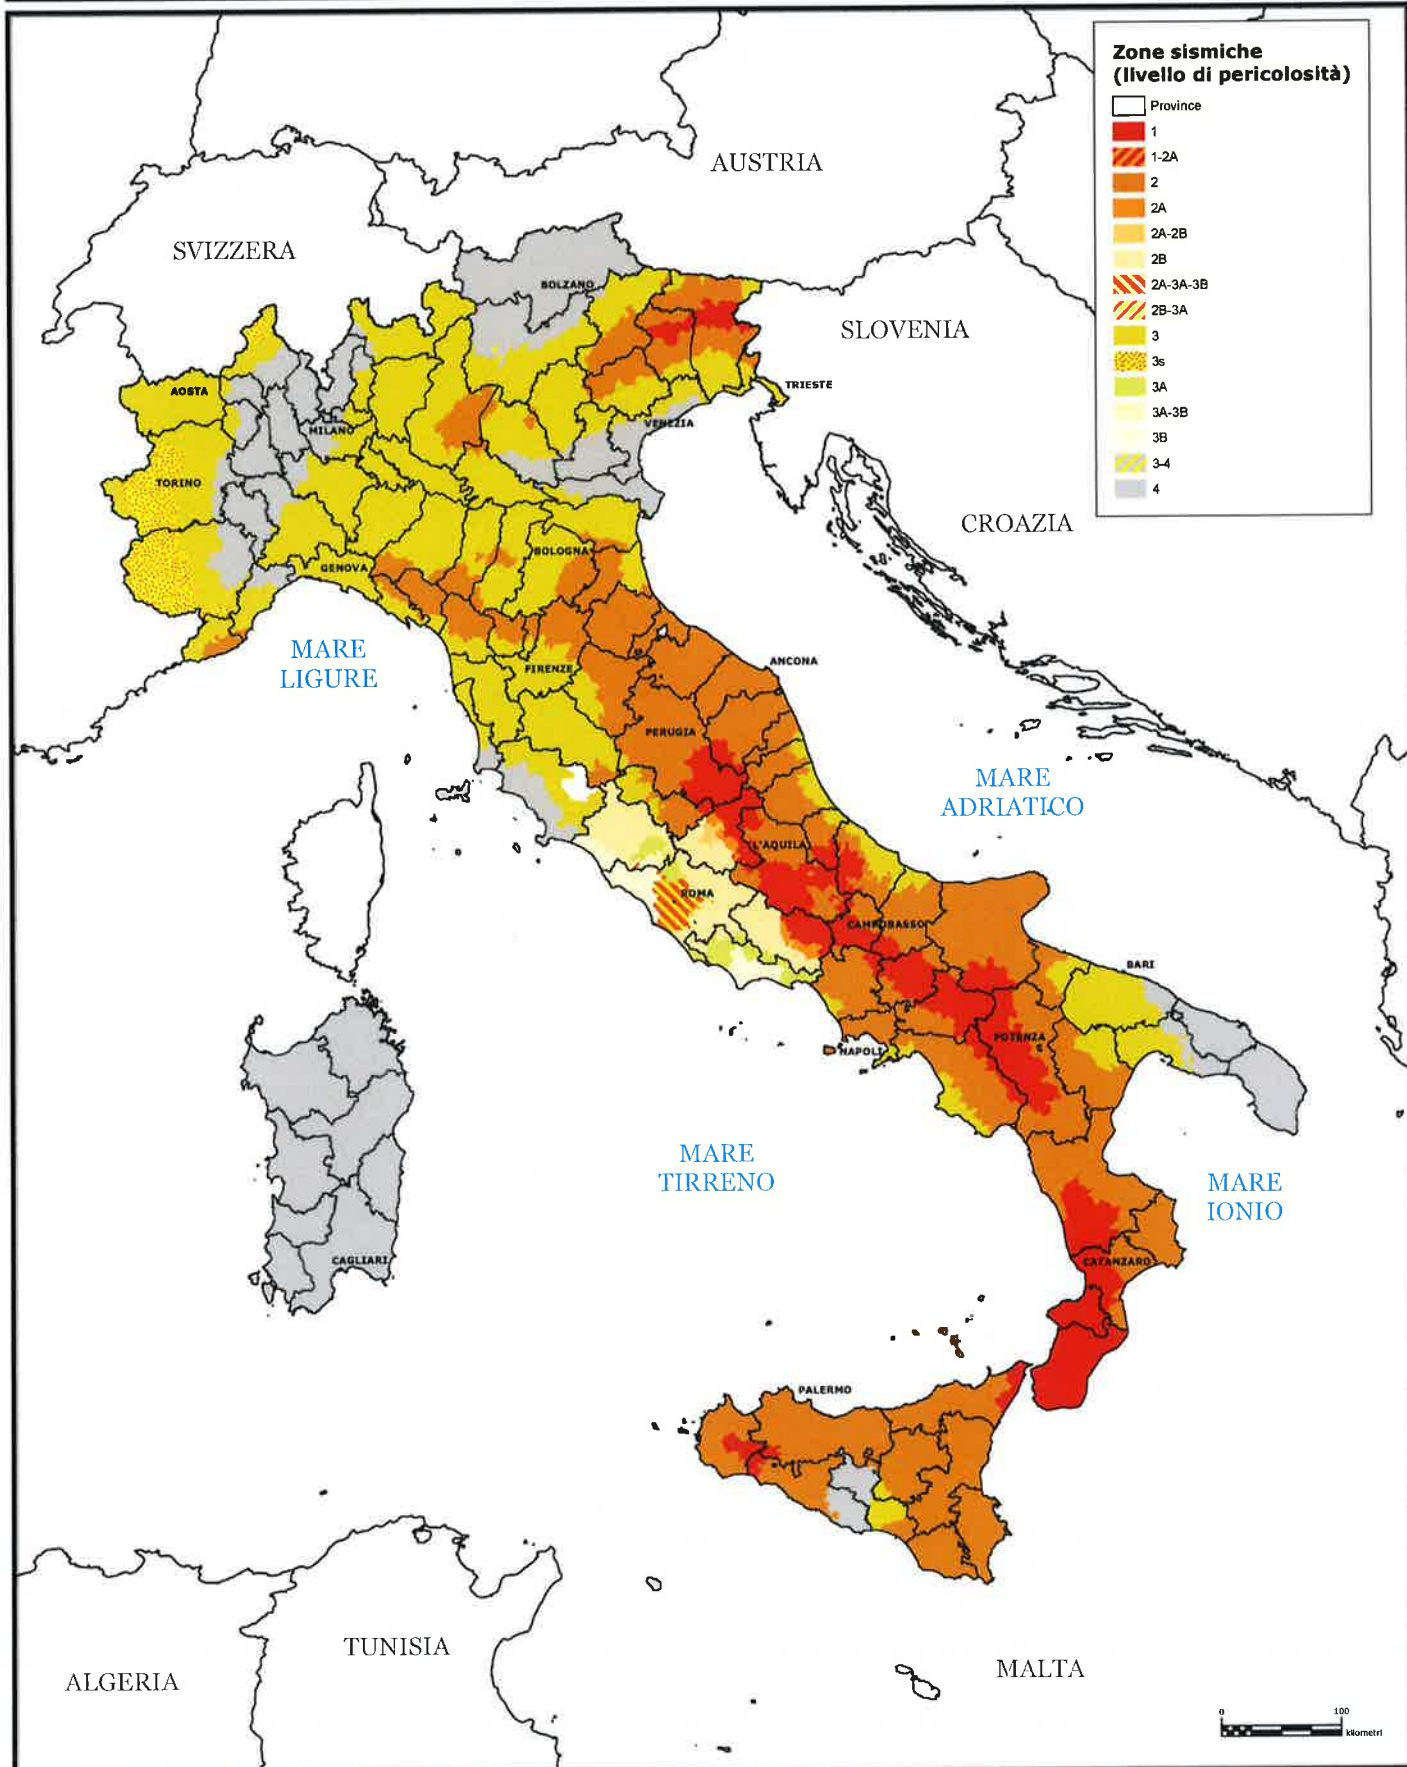 Zone sismiche
(livello di pericolosità)
Province
1
1-2A
2
2A
2A-2B
2B
2A-3A-3B
2B-3A
3
3s
3A
3A-3B
3B
3-4
4
AUSTRIA
SVIZZERA
BOLZANO
SLOVENIA
AOSTA
TRIESTE
MILANO
VENEZIA
TORINO
CROAZIA
BOLOGNA
GENOVA
MARE
LIGURE
FIRENZE
ANCONA
PERUGIA
MARE
ADRIATICO
L'AQUILA
ROMA
CAMPOBASSO
BARI
POTENZA
NAPOLI
MARE
TIRRENO
MARE
IONIO
CAGLIARI
CATANZARO
PALERMO
TUNISIA
ALGERIA
MALTA
0 100
kilometri